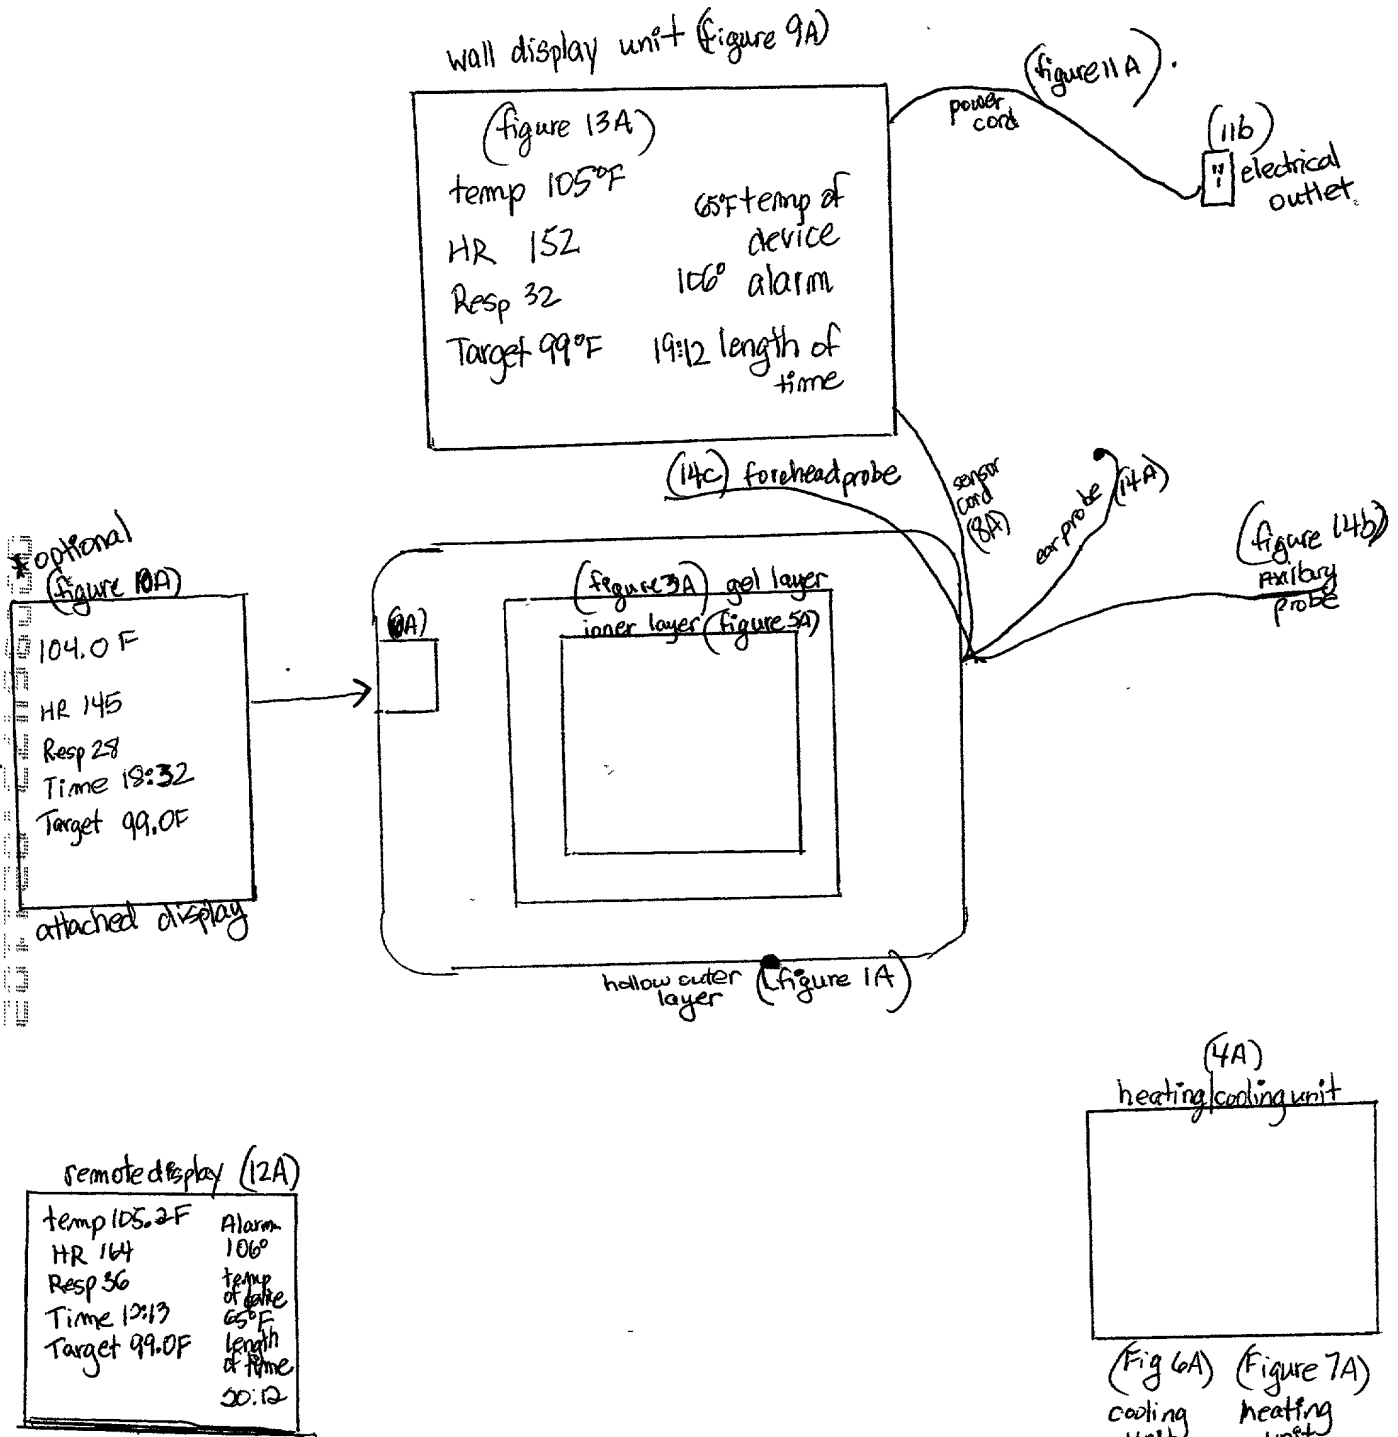 wall display unit (figure 9A)
(figure 11A).
power
cord
(11b)
electrical
outlet.
(figure 13A)
temp 105°F
HR 152
Resp 32
Target 99°F
65°F temp of
device
106° alarm
19:12 length of
time
(14c) forehead probe
sensor
cord
(8A)
ear probe
(14A)
(figure 14b)
Axillary
probe
* optional
(figure 10A)
104.0 F
HR 145
Resp 28
Time 18:32
Target 99.0F
attached display
(figure 3A) gel layer
inner layer (figure 5A)
hollow outer
layer
(figure 1A)
(4A)
heating/cooling unit
(Fig 6A)
cooling
unit
(Figure 7A)
heating
unit
remote display (12A)
temp 105.2F
HR 164
Resp 36
Time
Target 99.0F
Alarm
106°
temp
of
65°F
length
of time
20:12